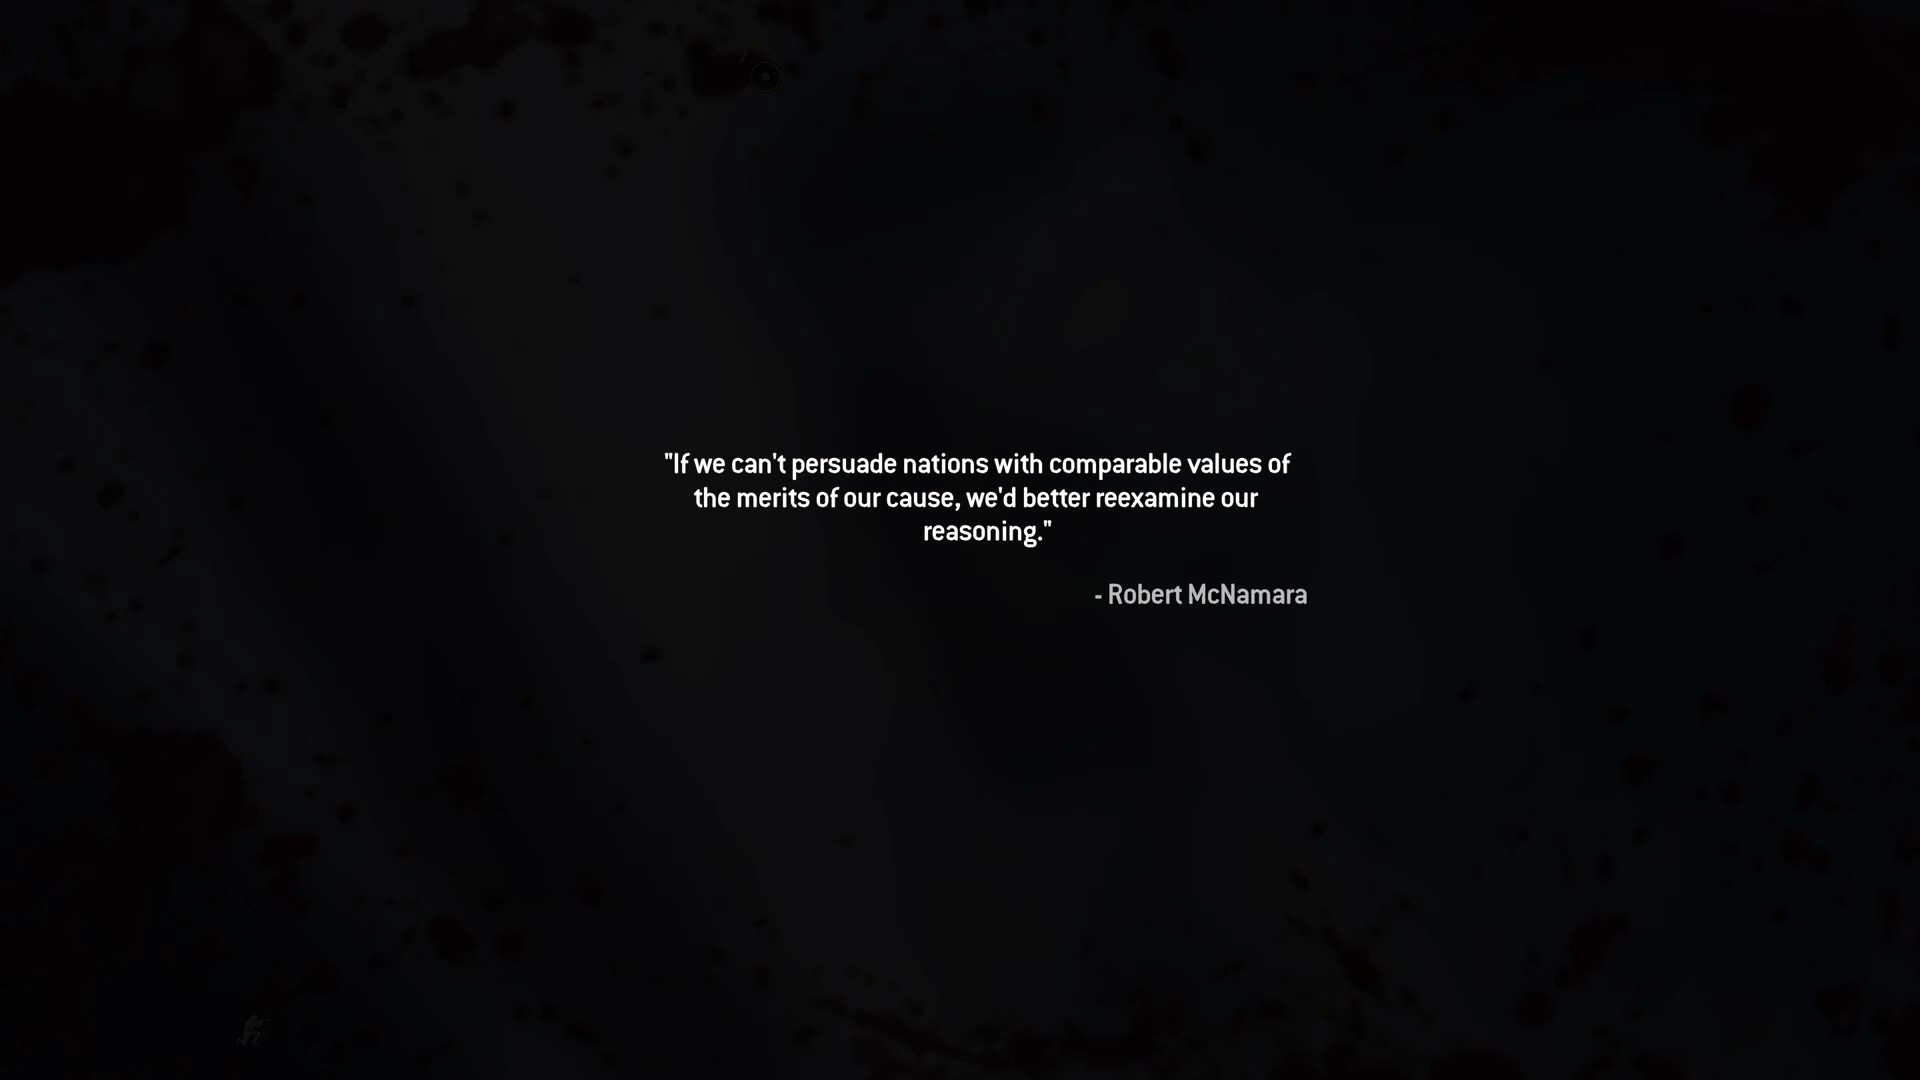 "If we can't persuade nations with comparable values of
the merits of our cause, we'd better reexamine our
reasoning."
- Robert McNamara